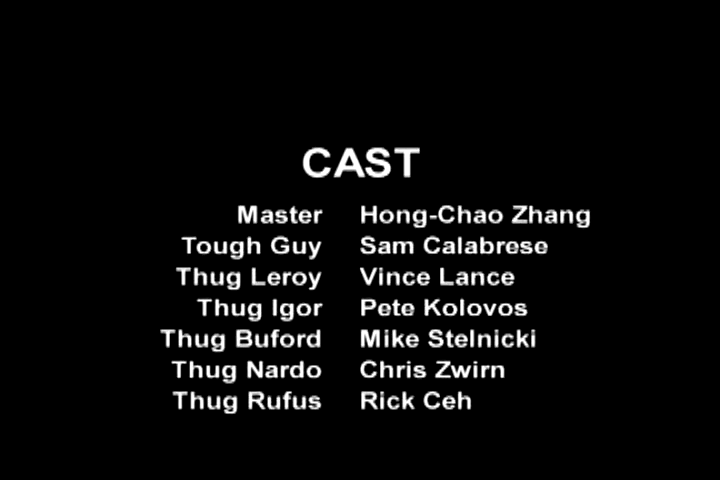 CAST
Master Hong-Chao Zhang
Tough Guy Sam Calabrese
Thug Leroy Vince Lance
Thug Igor Pete Kolovos
Thug Buford Mike Stelnicki
Thug Nardo Chris Zwirn
Thug Rufus Rick Ceh